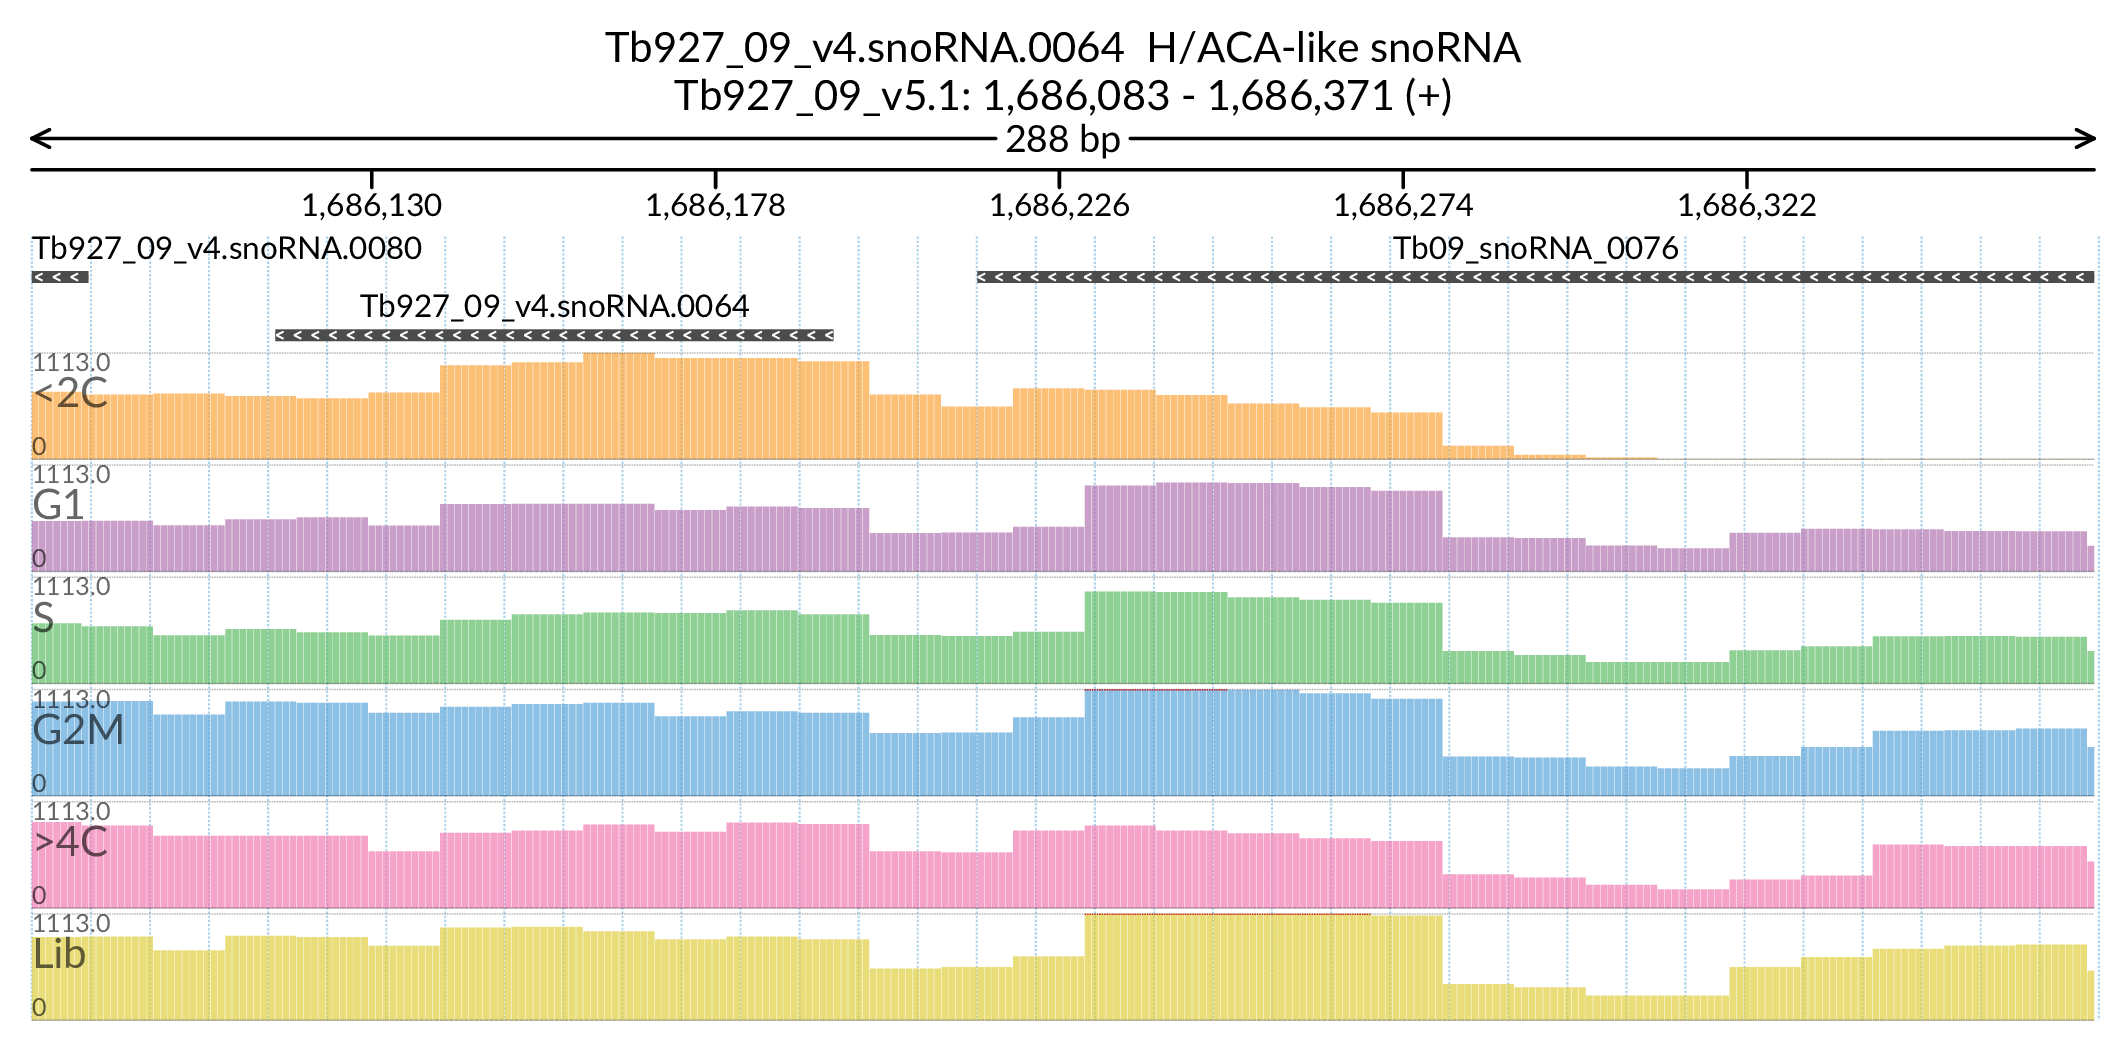 Tb927_09_v4.snoRNA.0064  H/ACA-like snoRNA
Tb927_09_v5.1: 1,686,083 - 1,686,371 (+)
288 bp
1,686,130 1,686,178 1,686,226 1,686,274 1,686,322
Tb927_09_v4.snoRNA.0080 Tb09_snoRNA_0076
Tb927_09_v4.snoRNA.0064
1113.0
<2C
0
1113.0
G1
0
1113.0
S
0
1113.0
G2M
0
1113.0
>4C
0
1113.0
Lib
0